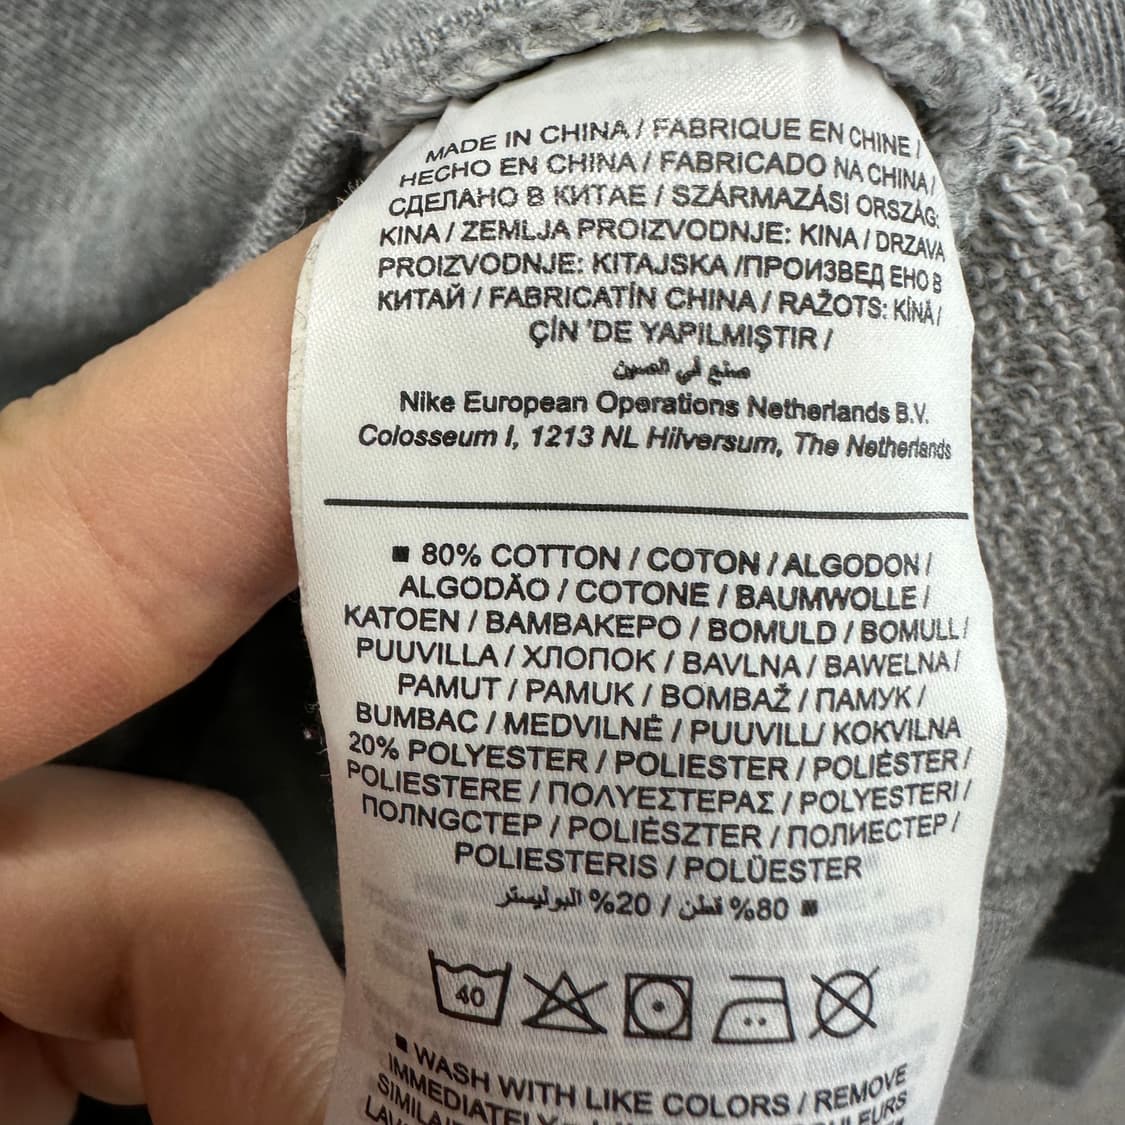 MADE IN CHINA / FABRIQUE EN CHINE /
HECHO EN CHINA / FABRICADO NA CHINA /
СДЕЛАНО В КИТАЕ / SZÁRMAZÁSI ORSZÁG:
KINA / ZEMLJA PROIZVODNJE: KINA / DRZAVA
PROIZVODNJE: KITAJSKA /ПРОИЗВЕД ЕНО В
КИТАЙ / FABRICATÎN CHINA / RAŽOTS: ĶĪNĀ /
ÇİN 'DE YAPILMIŞTIR /
صنع في الصين
Nike European Operations Netherlands B.V.
Colosseum I, 1213 NL Hilversum, The Netherlands
■ 80% COTTON / COTON / ALGODON /
ALGODÃO / COTONE / BAUMWOLLE /
KATOEN / ΒΑΜΒΑΚΕΡΟ / BOMULD / BOMULL /
PUUVILLA / ХЛОПОК / BAVLNA / BAWELNA /
PAMUT / PAMUK / BOMBAŽ / ПАМУК /
BUMBAC / MEDVILNĖ / PUUVILL/ KOKVILNA
20% POLYESTER / POLIESTER / POLIÉSTER /
POLIESTERE / ΠΟΛΥΕΣΤΕΡΑΣ / POLYESTERI /
ПОЛNGСТЕР / POLIÉSZTER / ПОЛИЕСТЕР /
POLIESTERIS / POLÜESTER
■ 80% قطن / 20% البوليستر
40
■ WASH WITH LIKE COLORS / REMOVE
IMMEDIATELY